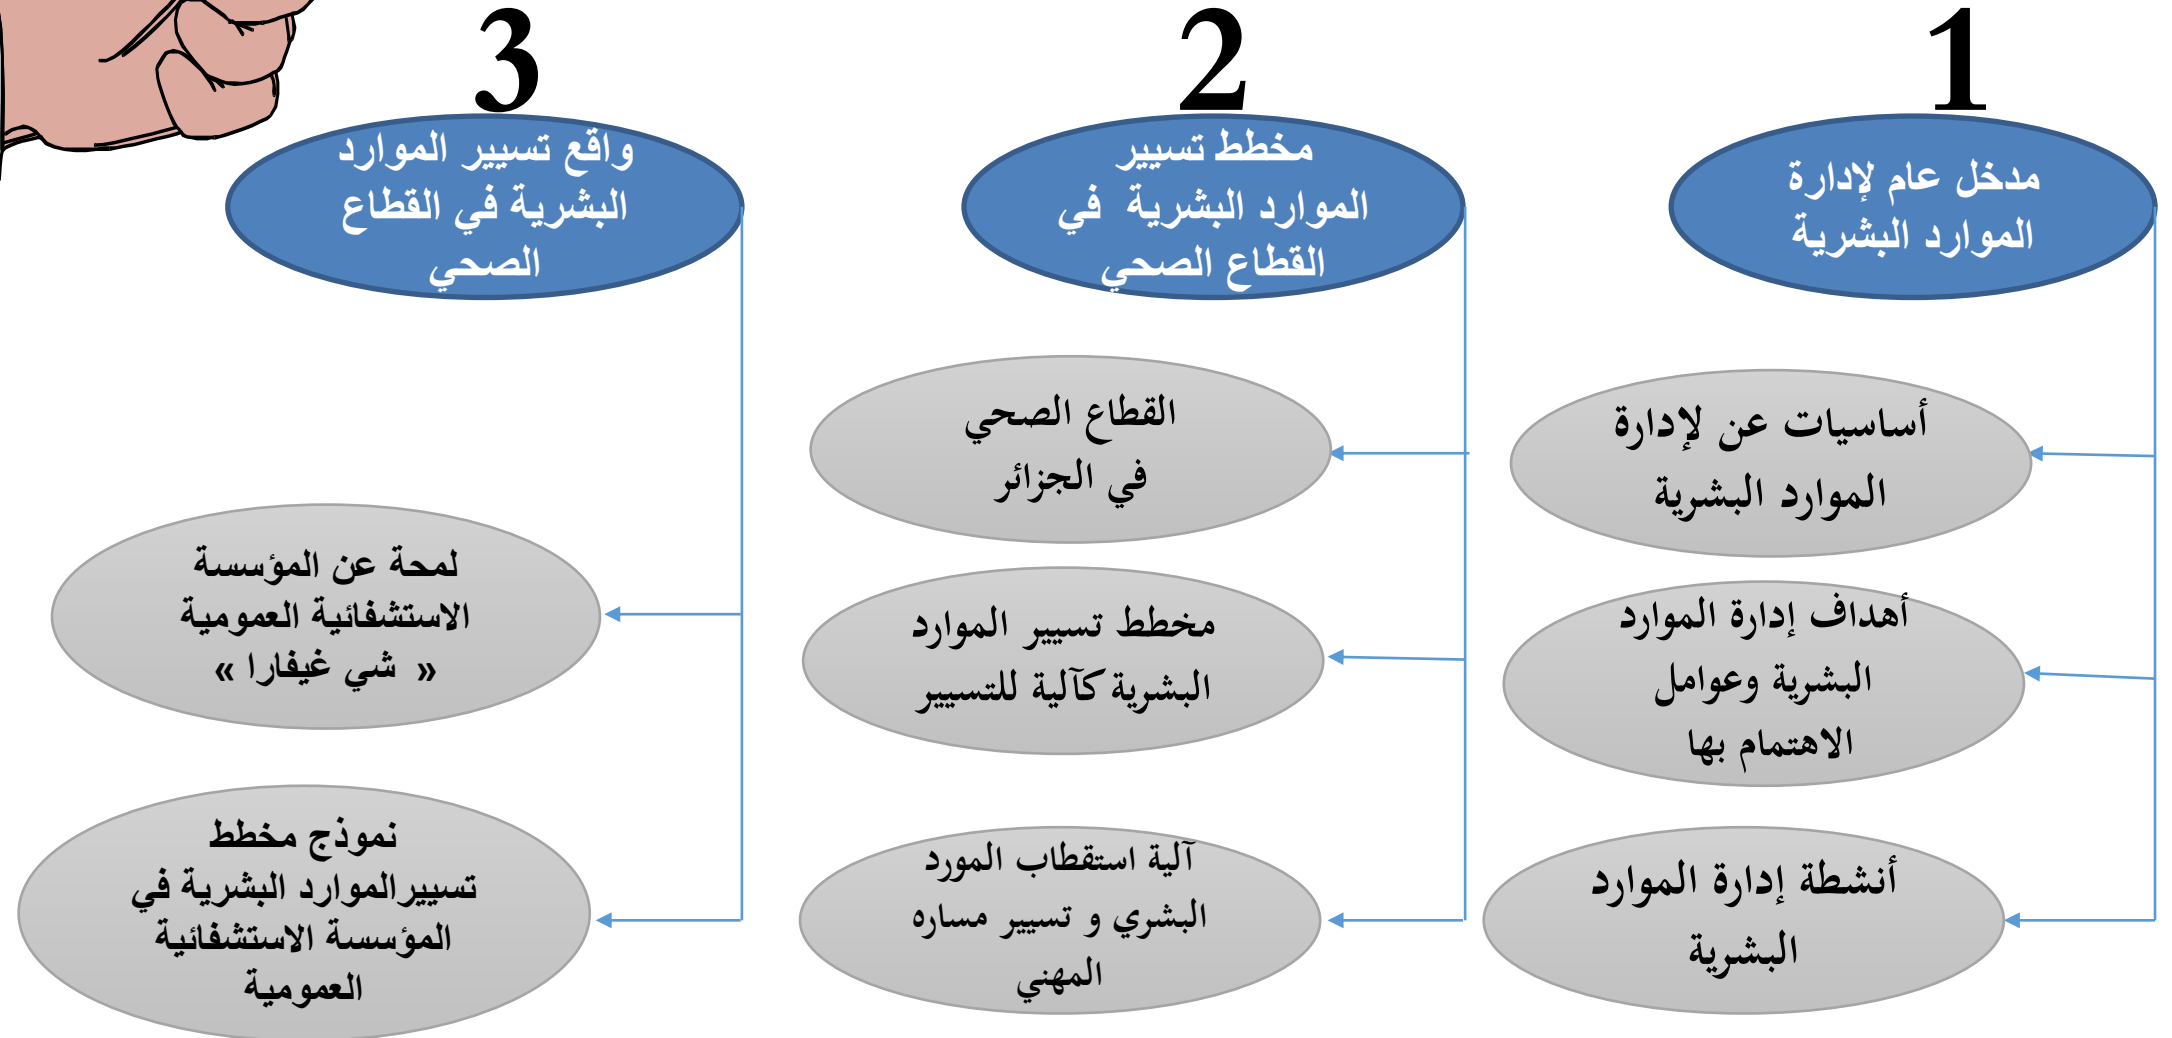 1
مدخل عام لإدارة
الموارد البشرية
أساسيات عن لإدارة
الموارد البشرية
أهداف إدارة الموارد
البشرية وعوامل
الاهتمام بها
أنشطة إدارة الموارد
البشرية
2
مخطط تسيير
الموارد البشرية في
القطاع الصحي
القطاع الصحي
في الجزائر
مخطط تسيير الموارد
البشرية كآلية للتسيير
آلية استقطاب المورد
البشري و تسيير مساره
المهني
3
واقع تسيير الموارد
البشرية في القطاع
الصحي
لمحة عن المؤسسة
الاستشفائية العمومية
« شي غيفارا »
نموذج مخطط
تسييرالموارد البشرية في
المؤسسة الاستشفائية
العمومية